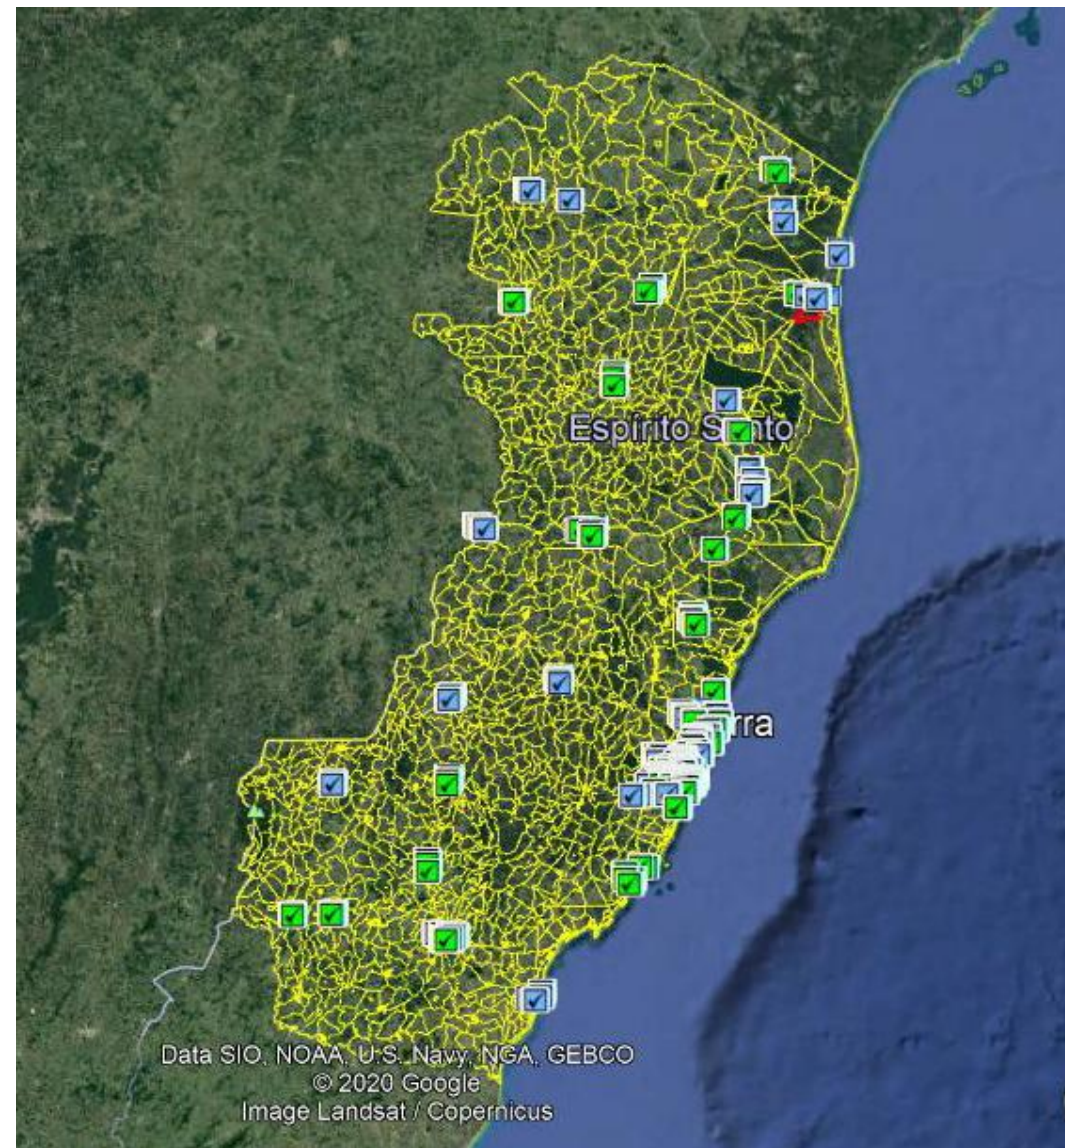 Espírito S nto
rra
Data SIO, NOAA, U.S. Navy, NGA, GEBCO
© 2020 Google
Image Landsat / Copernicus